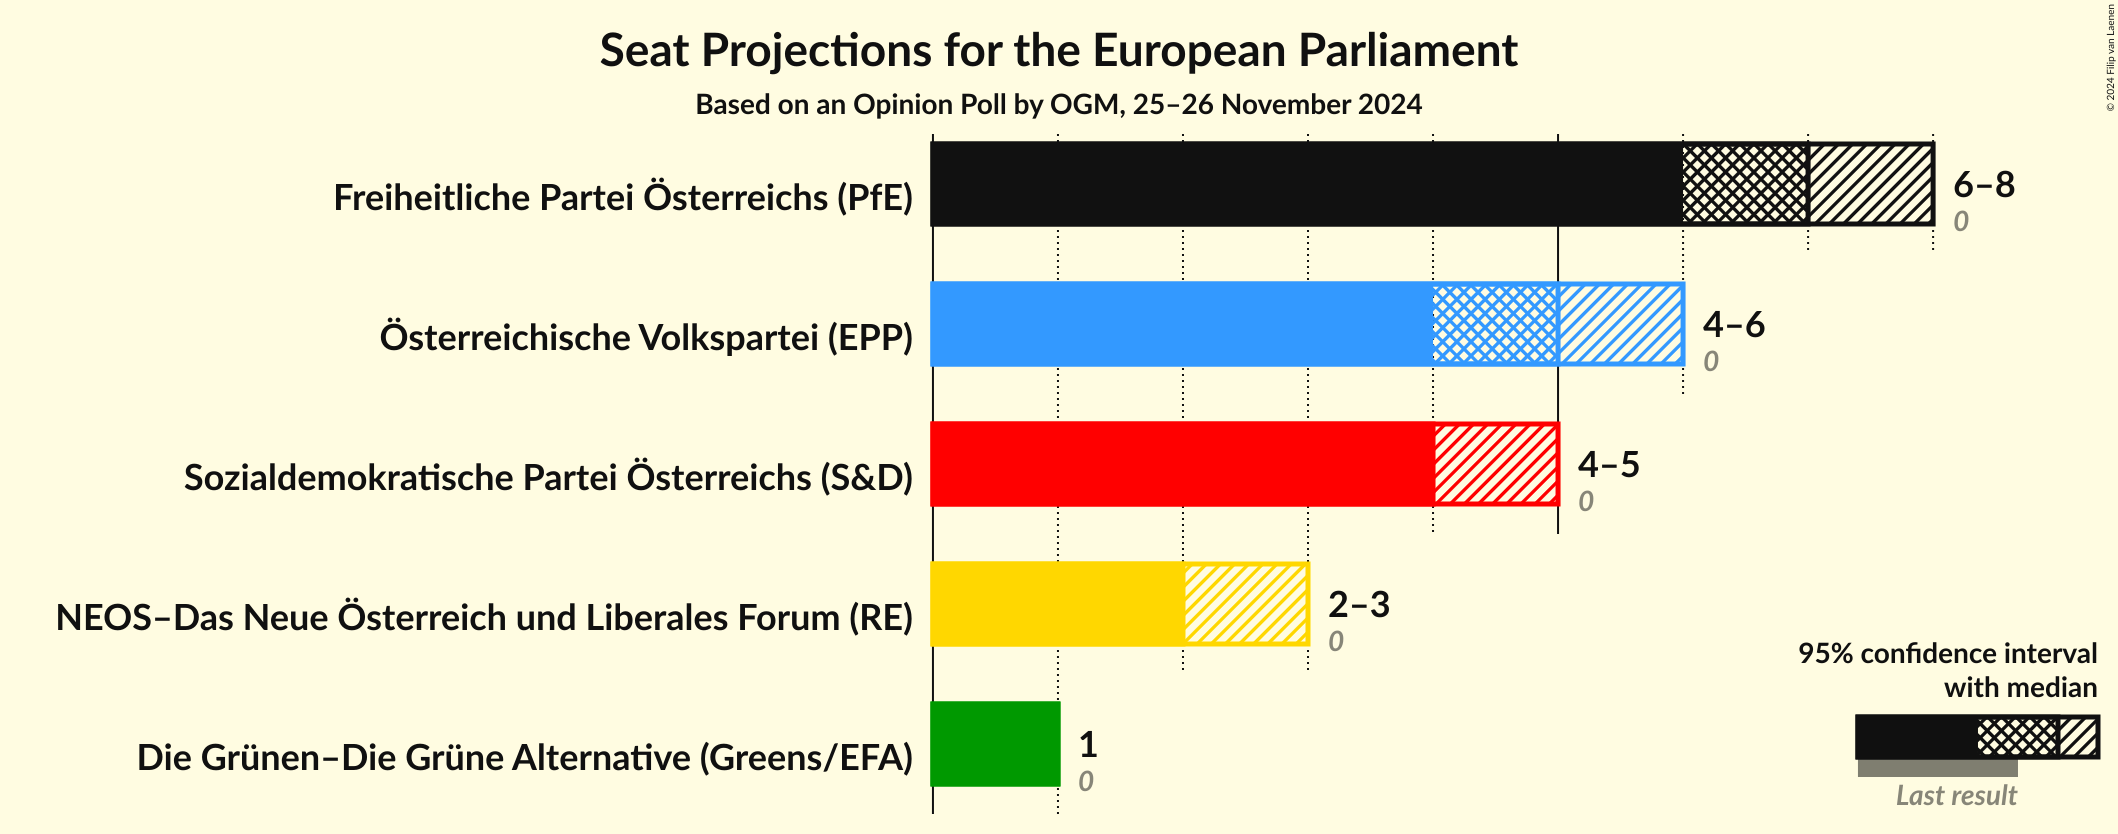 Seat Projections for the European Parliament
Based on an Opinion Poll by OGM, 25–26 November 2024
© 2024 Filip van Laenen
Freiheitliche Partei Österreichs (PfE)
6–8
0
Österreichische Volkspartei (EPP)
4–6
0
Sozialdemokratische Partei Österreichs (S&D)
4–5
0
NEOS–Das Neue Österreich und Liberales Forum (RE)
2–3
0
Die Grünen–Die Grüne Alternative (Greens/EFA)
1
0
95% confidence interval
with median
Last result